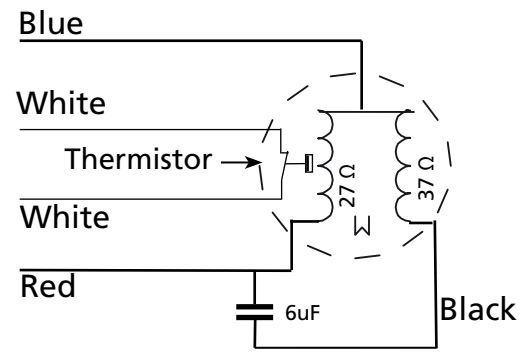 Blue
White
Thermistor
27 Ω
37 Ω
White
M
Red
6uF
Black